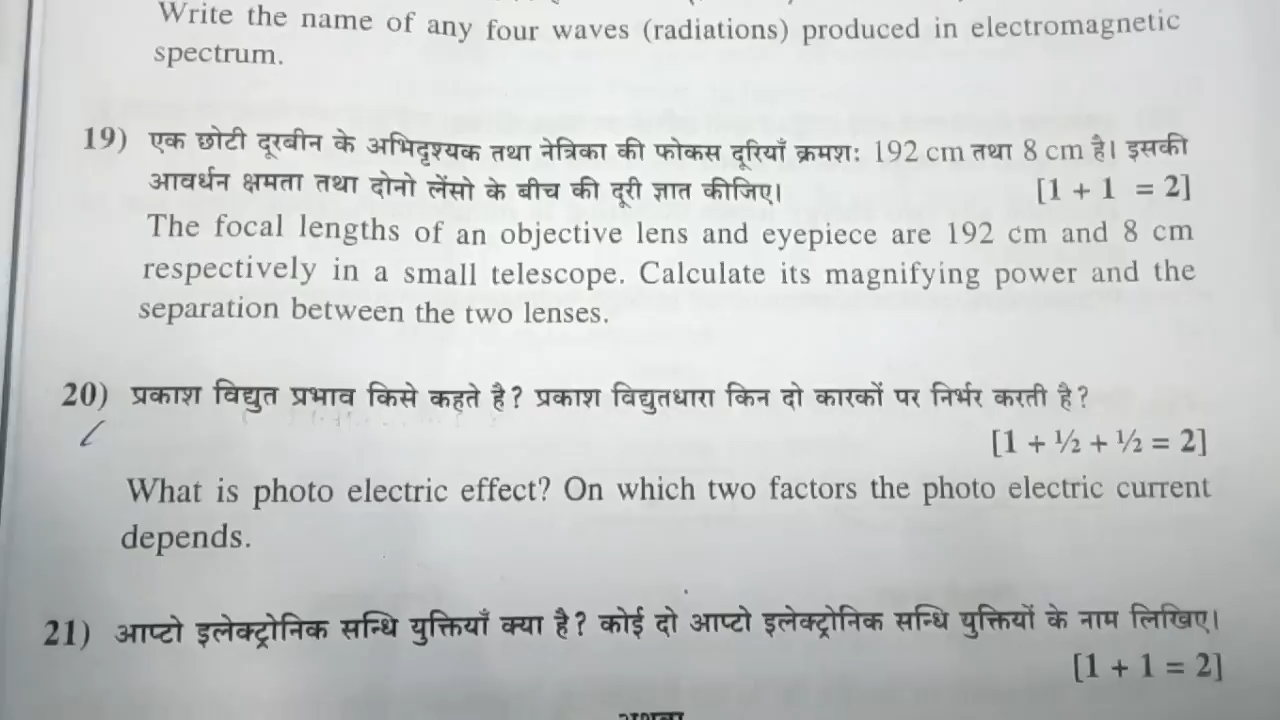 Write the name of any four waves (radiations) produced in electromagnetic
spectrum.
19) एक छोटी दूरबीन के अभिदृश्यक तथा नेत्रिका की फोकस दूरियाँ क्रमश: 192 cm तथा 8 cm है। इसकी
आवर्धन क्षमता तथा दोनो लेंसो के बीच की दूरी ज्ञात कीजिए। [1 + 1 = 2]
The focal lengths of an objective lens and eyepiece are 192 cm and 8 cm
respectively in a small telescope. Calculate its magnifying power and the
separation between the two lenses.
20) प्रकाश विद्युत प्रभाव किसे कहते है? प्रकाश विद्युतधारा किन दो कारकों पर निर्भर करती है?
[1 + ½ + ½ = 2]
What is photo electric effect? On which two factors the photo electric current
depends.
21) आप्टो इलेक्ट्रोनिक सन्धि युक्तियाँ क्या है? कोई दो आप्टो इलेक्ट्रोनिक सन्धि युक्तियों के नाम लिखिए।
[1 + 1 = 2]